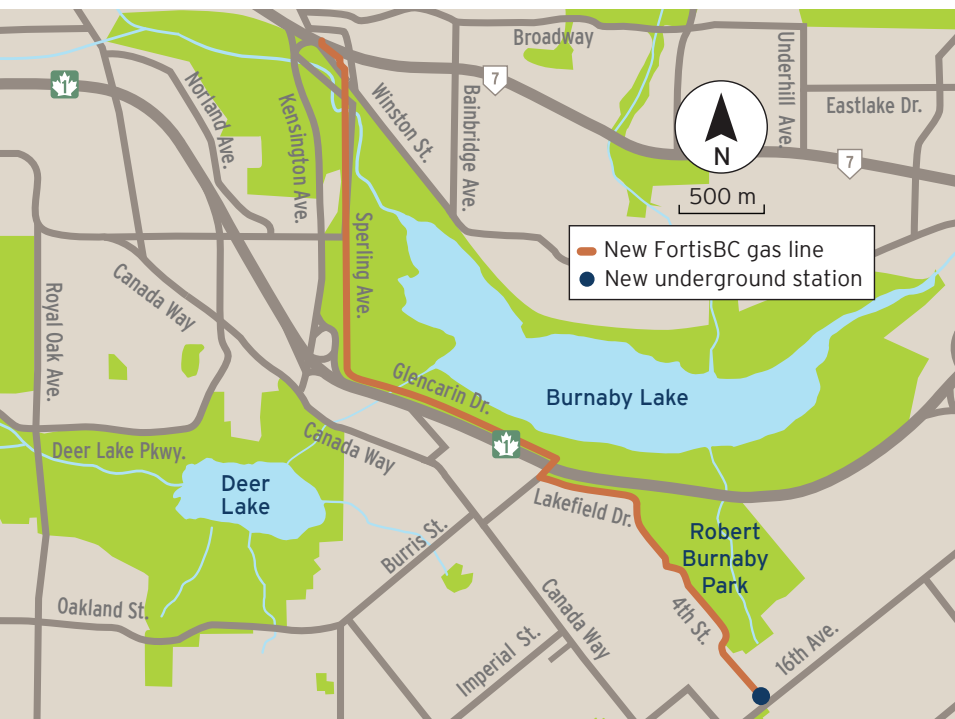 Broadway
7
Underhill Ave.
1
Norland Ave.
Kensington Ave.
Winston St.
Bainbridge Ave.
Eastlake Dr.
N
7
500 m
Sperling Ave.
New FortisBC gas line
New underground station
Canada Way
Royal Oak Ave.
Glencarin Dr.
Burnaby Lake
Canada Way
1
Deer Lake Pkwy.
Deer
Lake
Lakefield Dr.
Robert
Burnaby
Park
Burris St.
Oakland St.
Canada Way
4th St.
16th Ave.
Imperial St.